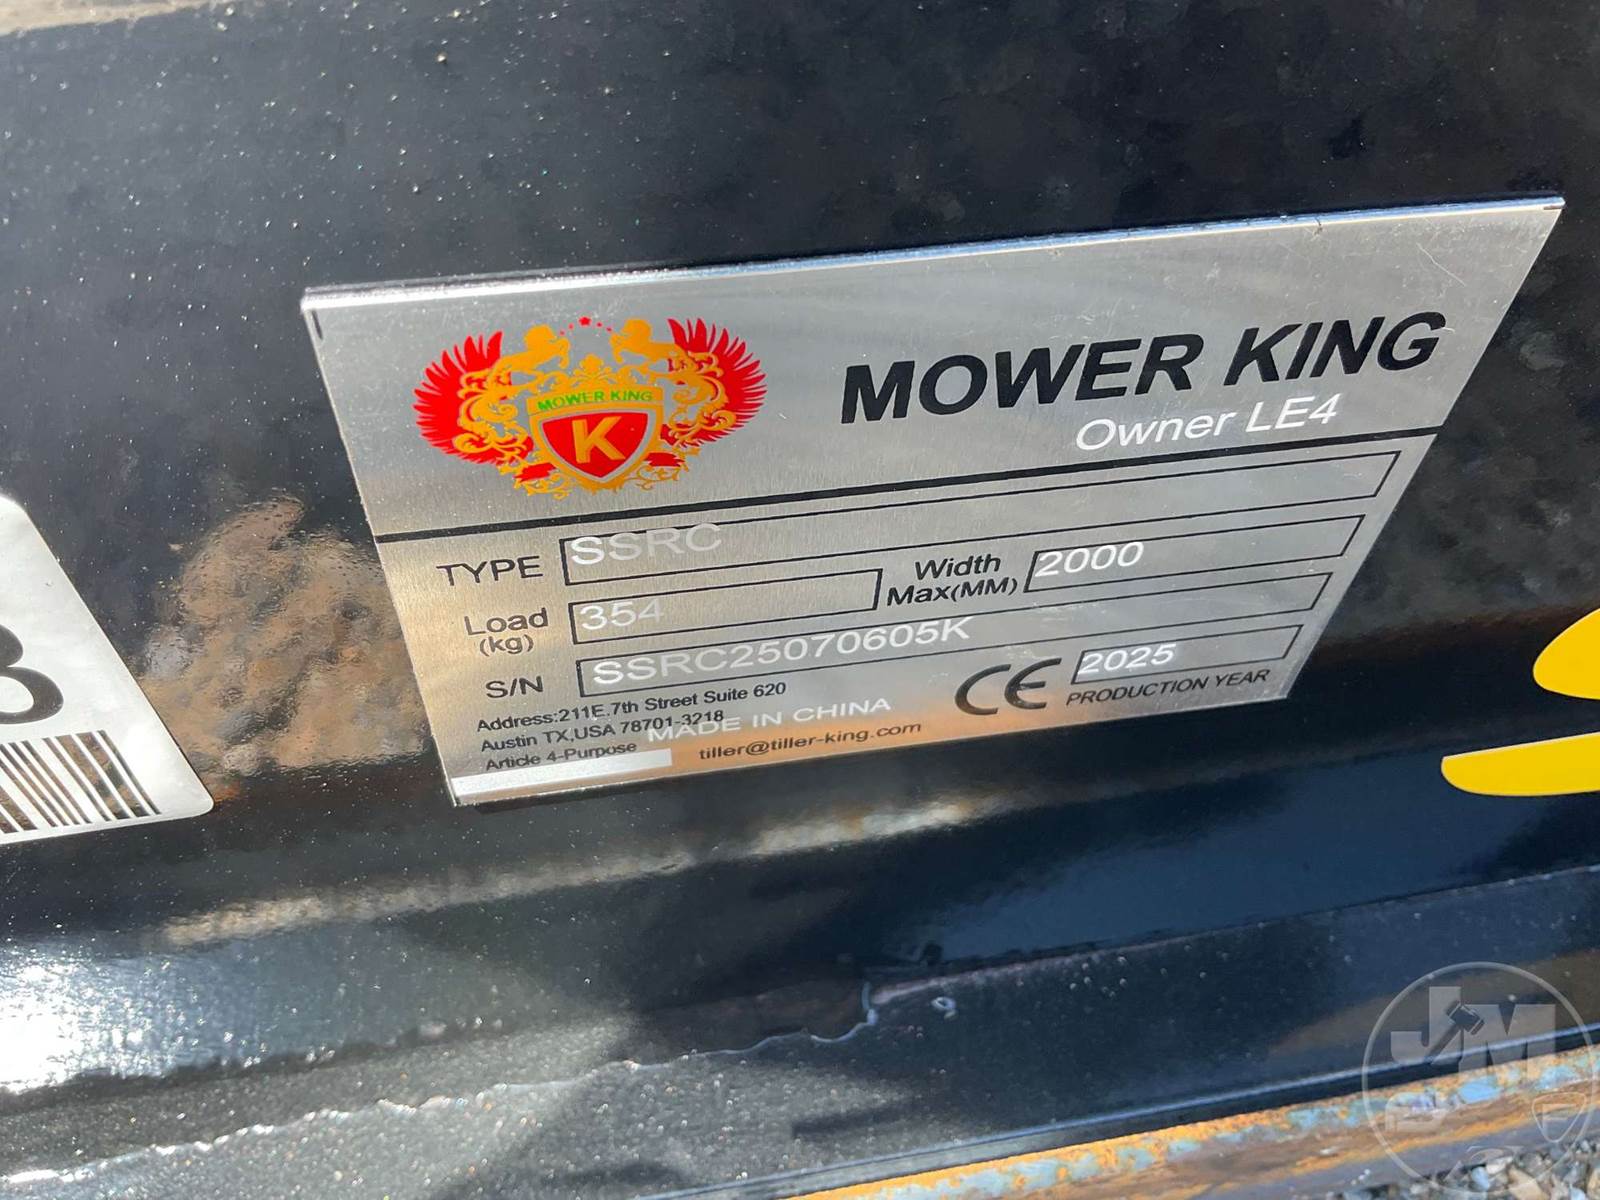 MOWER KING
K
MOWER KING
Owner LE4
TYPE SSRC
Load (kg) 354
Width Max(MM) 2000
S/N SSRC25070605K
Address:211E.7th Street Suite 620
Austin TX,USA 78701-3218
MADE IN CHINA
Article 4-Purpose
tiller@tiller-king.com
CE
2025
PRODUCTION YEAR
JM